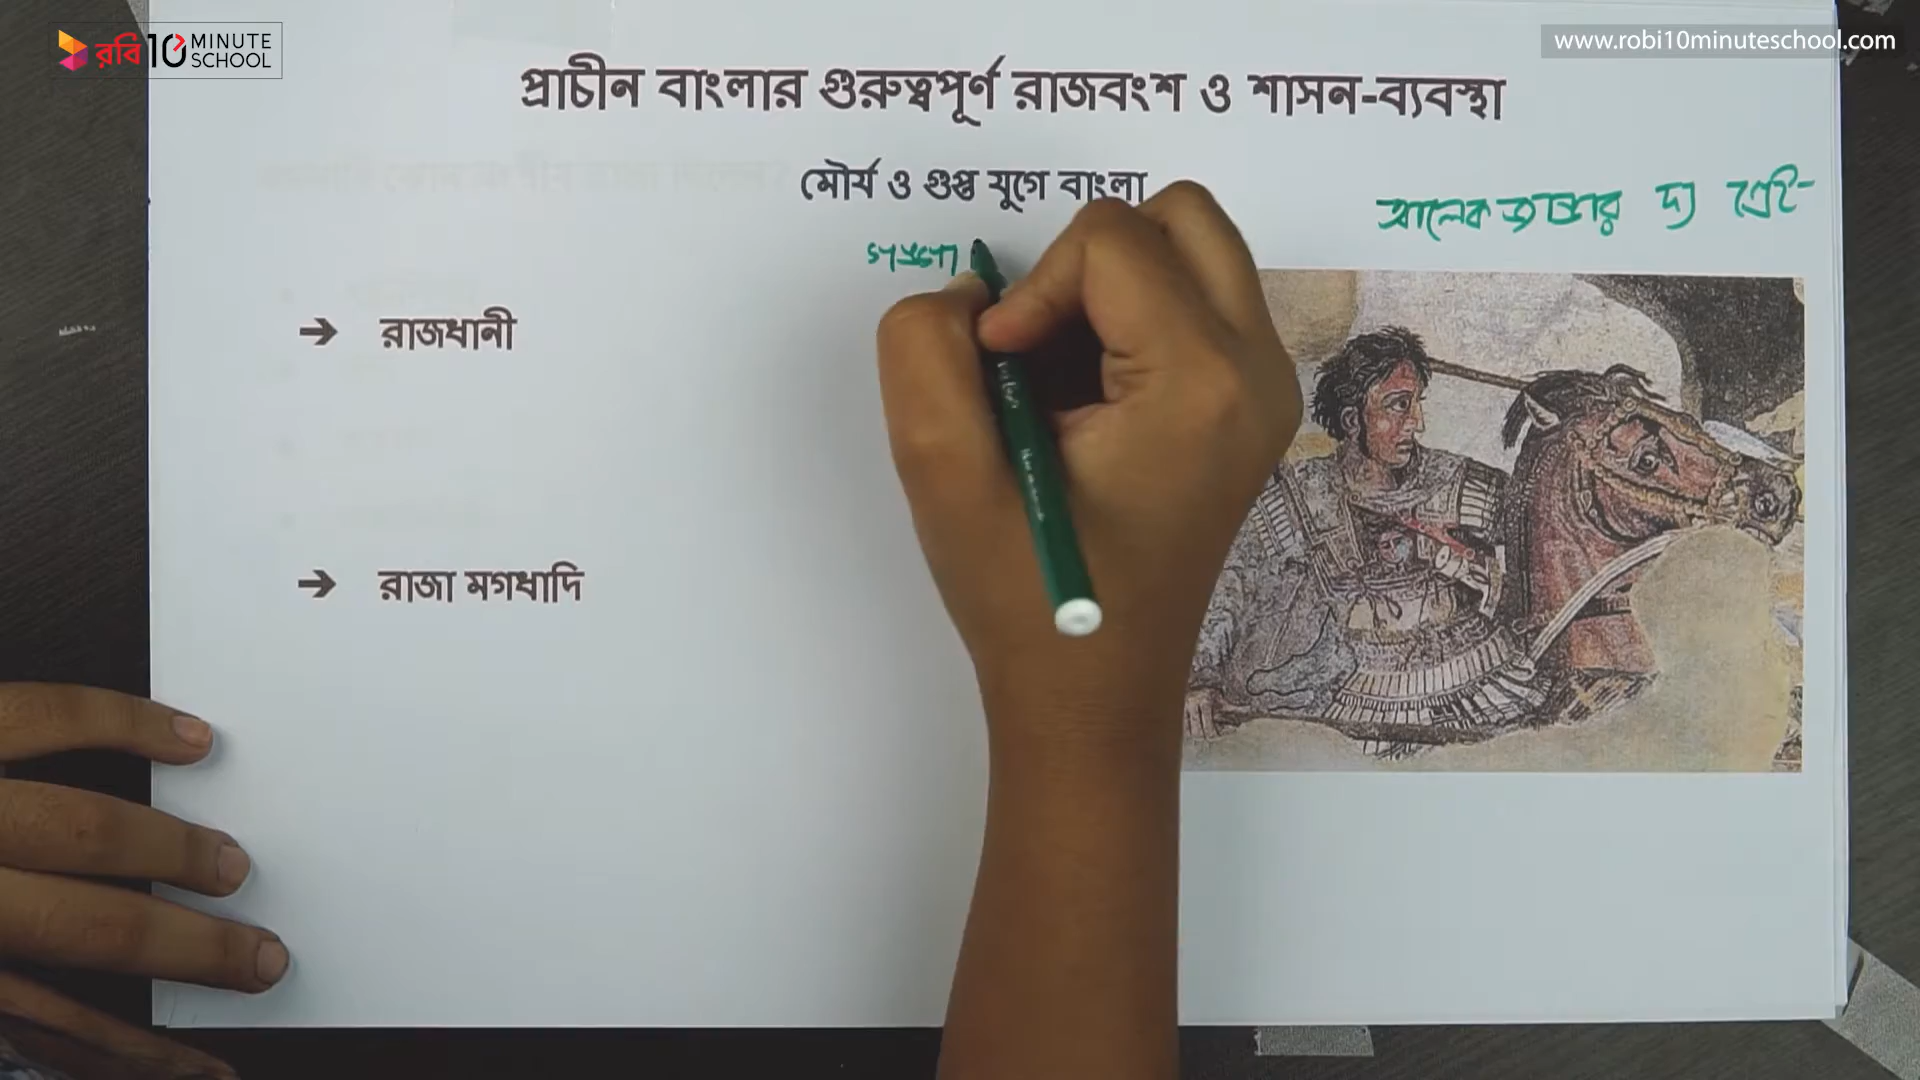 রবি 10 MINUTE SCHOOL
www.robi10minuteschool.com
প্রাচীন বাংলার গুরুত্বপূর্ণ রাজবংশ ও শাসন-ব্যবস্থা
মৌর্য ও গুপ্ত যুগে বাংলা
আলেকজান্ডার দ্য গ্রেট
রাজধানী
রাজা মগধাদি